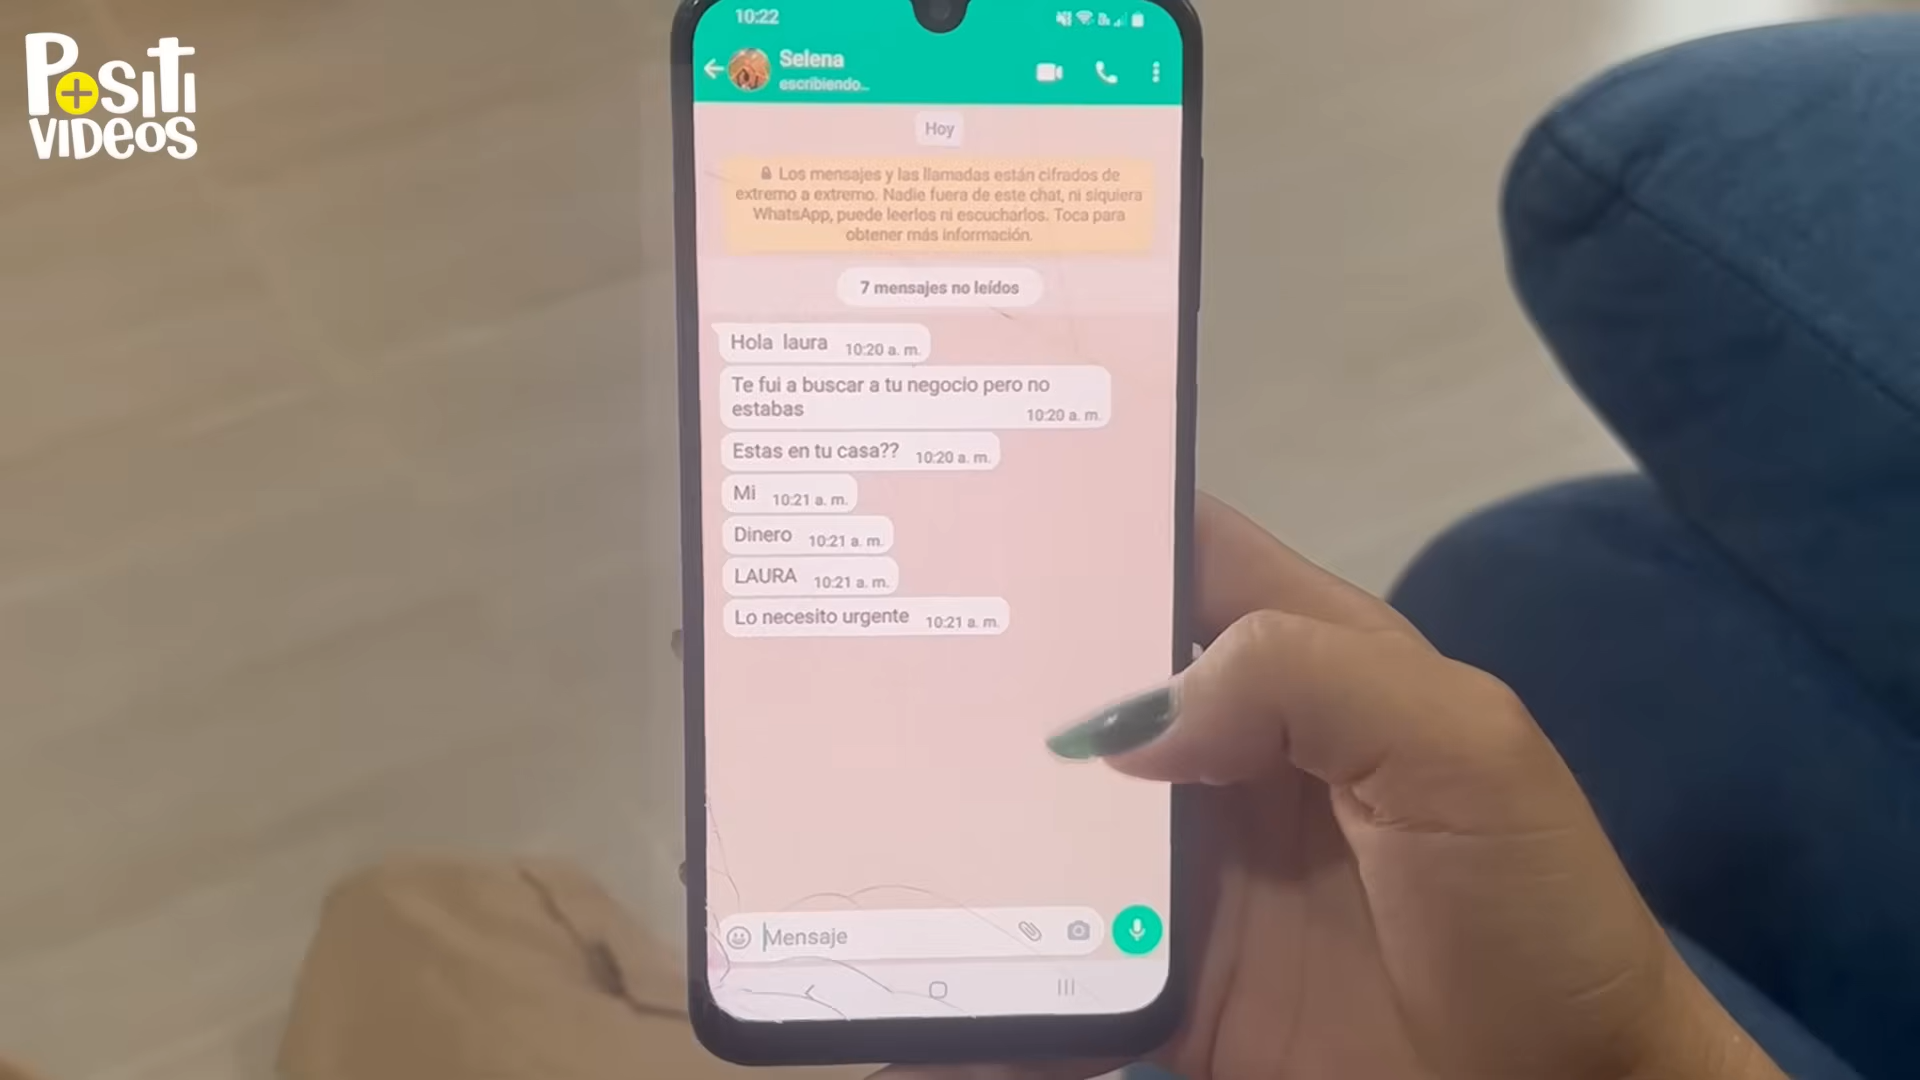 POSITI
VIDEOS
10:22
Selena
escribiendo...
Hoy
Los mensajes y las llamadas están cifrados de
extremo a extremo. Nadie fuera de este chat, ni siquiera
WhatsApp, puede leerlos ni escucharlos. Toca para
obtener más información.
7 mensajes no leídos
Hola laura 10:20 a. m.
Te fui a buscar a tu negocio pero no
estabas 10:20 a. m.
Estas en tu casa?? 10:20 a. m.
Mi 10:21 a. m.
Dinero 10:21 a. m.
LAURA 10:21 a. m.
Lo necesito urgente 10:21 a. m.
Mensaje